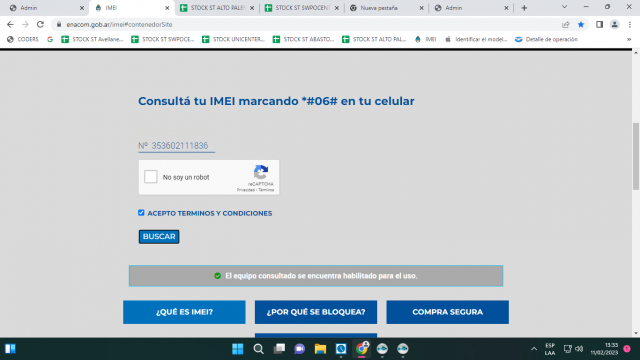 Admin
IMEI
STOCK ST ALTO PALE
STOCK ST SWPOCENT
Nueva pestaña
Admin
enacom.gob.ar/imei#contenedorSite
CODERS
G
STOCK ST Avellane...
STOCK ST SWPOCE...
STOCK UNICENTER...
STOCK ST ABASTO...
STOCK ST ALTO PAL...
IMEI
Identificar el model...
Detalle de operación
Consultá tu IMEI marcando *#06# en tu celular
Nº 353602111836
No soy un robot
reCAPTCHA
Privacidad - Términos
ACEPTO TERMINOS Y CONDICIONES
BUSCAR
El equipo consultado se encuentra habilitado para el uso.
¿QUÉ ES IMEI?
¿POR QUÉ SE BLOQUEA?
COMPRA SEGURA
ESP
LAA
13:33
11/02/2023